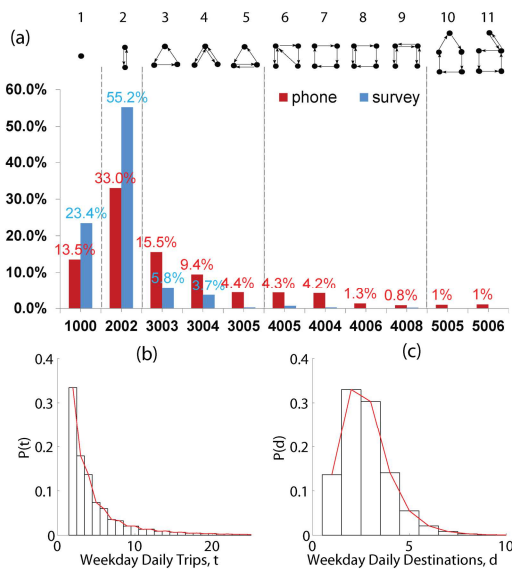 1 2 3 4 5 6 7 8 9 10 11
(a)
60.0%
50.0%
40.0%
30.0%
20.0%
10.0%
0.0%
phone survey
13.5% 23.4% 33.0% 55.2% 15.5% 5.8% 9.4% 3.7% 4.4% 4.3% 4.2% 1.3% 0.8% 1% 1%
1000 2002 3003 3004 3005 4005 4004 4006 4008 5005 5006
(b)
0.4
0.3
0.2
0.1
0
P(t)
0 10 20
Weekday Daily Trips, t
(c)
0.4
0.3
0.2
0.1
0
P(d)
0 5 10
Weekday Daily Destinations, d